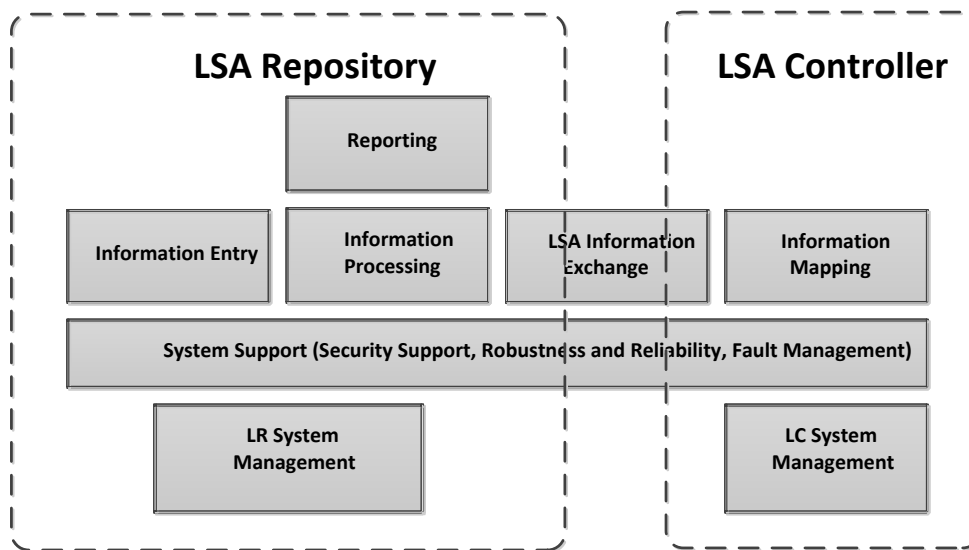 LSA Repository
LSA Controller
Reporting
Information Entry
Information
Processing
LSA Information
Exchange
Information
Mapping
System Support (Security Support, Robustness and Reliability, Fault Management)
LR System
Management
LC System
Management